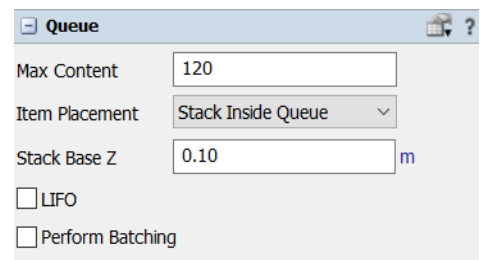 Queue ?
Max Content 120
Item Placement Stack Inside Queue
Stack Base Z 0.10 m
LIFO
Perform Batching